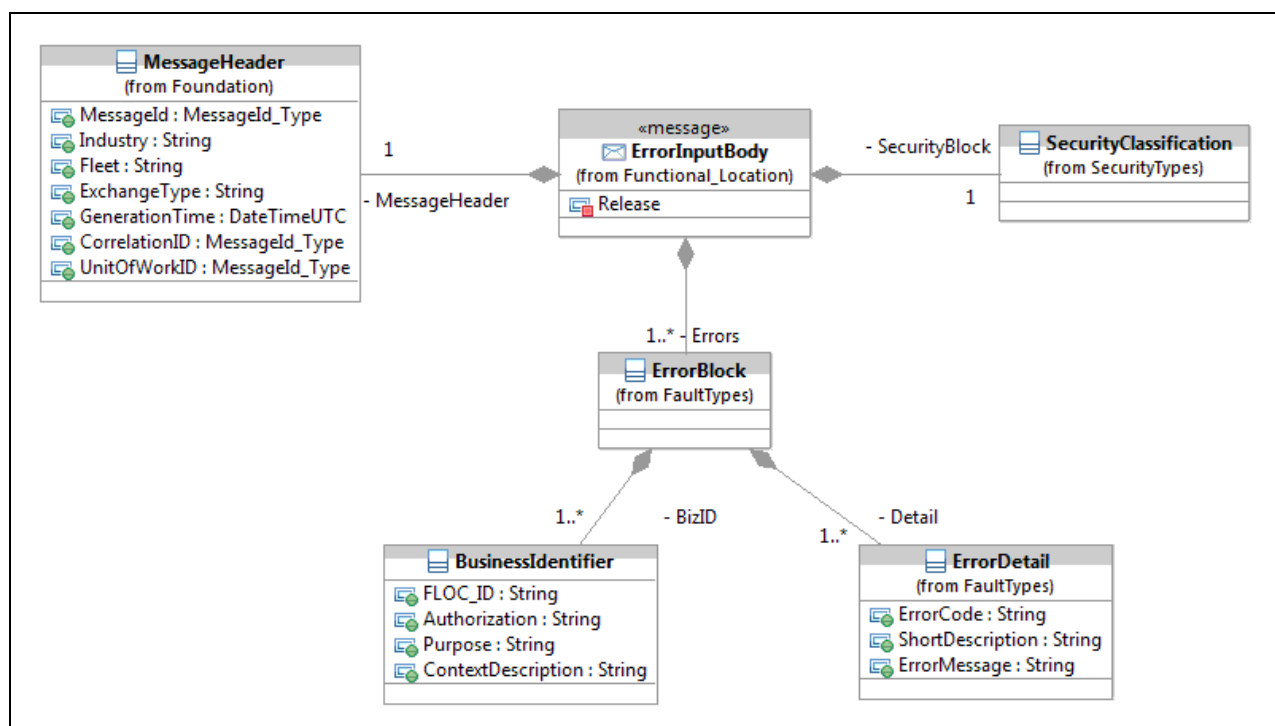 MessageHeader
(from Foundation)
MessageId : MessageId_Type
Industry : String
Fleet : String
ExchangeType : String
GenerationTime : DateTimeUTC
CorrelationID : MessageId_Type
UnitOfWorkID : MessageId_Type
1
- MessageHeader
«message»
ErrorInputBody
(from Functional_Location)
Release
- SecurityBlock
1
SecurityClassification
(from SecurityTypes)
1..* - Errors
ErrorBlock
(from FaultTypes)
1..*
- BizID
- Detail
1..*
BusinessIdentifier
FLOC_ID : String
Authorization : String
Purpose : String
ContextDescription : String
ErrorDetail
(from FaultTypes)
ErrorCode : String
ShortDescription : String
ErrorMessage : String